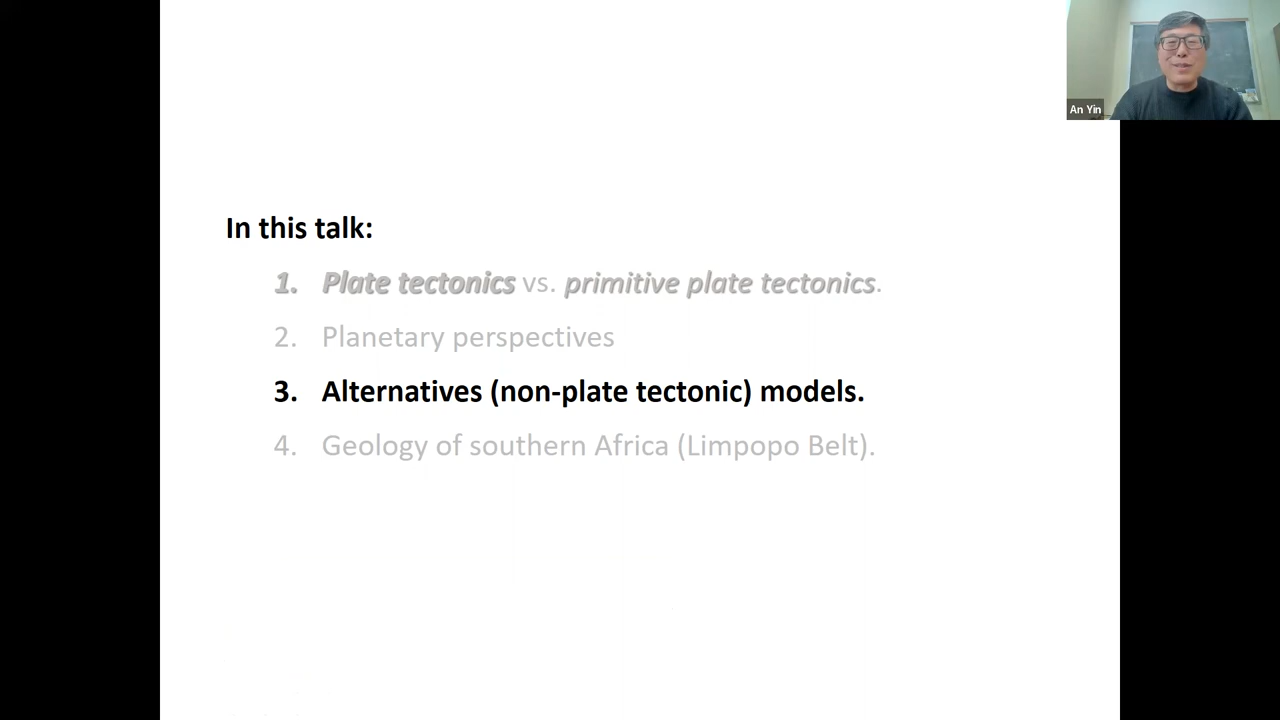 An Yin
In this talk:
1. Plate tectonics vs. primitive plate tectonics.
2. Planetary perspectives
3. Alternatives (non-plate tectonic) models.
4. Geology of southern Africa (Limpopo Belt).